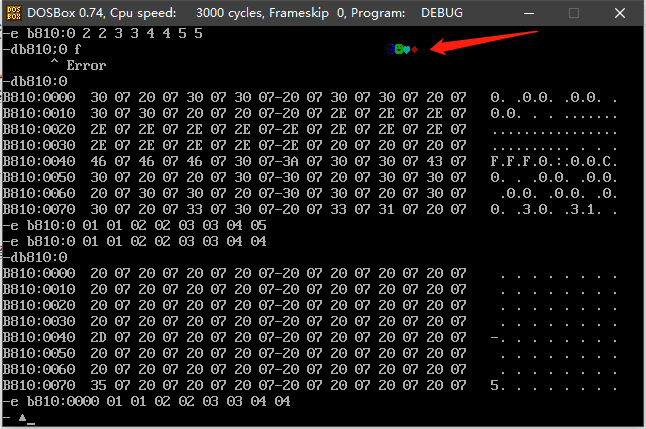 DOSBox 0.74, Cpu speed: 3000 cycles, Frameskip 0, Program: DEBUG
-e b810:0 2 2 3 3 4 4 5 5
-db810:0 f
^ Error
-db810:0
B810:0000 30 07 20 07 30 07 30 07-20 07 30 07 30 07 20 07 0. .0.0. .0.0. .
B810:0010 30 07 30 07 20 07 20 07-20 07 2E 07 2E 07 2E 07 0.0. . . .......
B810:0020 2E 07 2E 07 2E 07 2E 07-2E 07 2E 07 2E 07 2E 07 ................
B810:0030 2E 07 2E 07 2E 07 2E 07-2E 07 20 07 20 07 20 07 ........... . . .
B810:0040 46 07 46 07 46 07 30 07-3A 07 30 07 30 07 43 07 F.F.F.0.:.0.0.C.
B810:0050 30 07 20 07 20 07 30 07-30 07 20 07 30 07 30 07 0. . .0.0. .0.0.
B810:0060 20 07 30 07 30 07 20 07-30 07 30 07 20 07 30 07 .0.0. .0.0. .0.
B810:0070 30 07 20 07 33 07 30 07-20 07 33 07 31 07 20 07 0. .3.0. .3.1. .
-e b810:0 01 01 02 02 03 03 04 05
-e b810:0 01 01 02 02 03 03 04 04
-db810:0
B810:0000 20 07 20 07 20 07 20 07-20 07 20 07 20 07 20 07 . . . . . . . .
B810:0010 20 07 20 07 20 07 20 07-20 07 20 07 20 07 20 07 . . . . . . . .
B810:0020 20 07 20 07 20 07 20 07-20 07 20 07 20 07 20 07 . . . . . . . .
B810:0030 20 07 20 07 20 07 20 07-20 07 20 07 20 07 20 07 . . . . . . . .
B810:0040 2D 07 20 07 20 07 20 07-20 07 20 07 20 07 20 07 -. . . . . . . .
B810:0050 20 07 20 07 20 07 20 07-20 07 20 07 20 07 20 07 . . . . . . . .
B810:0060 20 07 20 07 20 07 20 07-20 07 20 07 20 07 20 07 . . . . . . . .
B810:0070 35 07 20 07 20 07 20 07-20 07 20 07 20 07 20 07 5. . . . . . . .
-e b810:0000 01 01 02 02 03 03 04 04
- ▲_